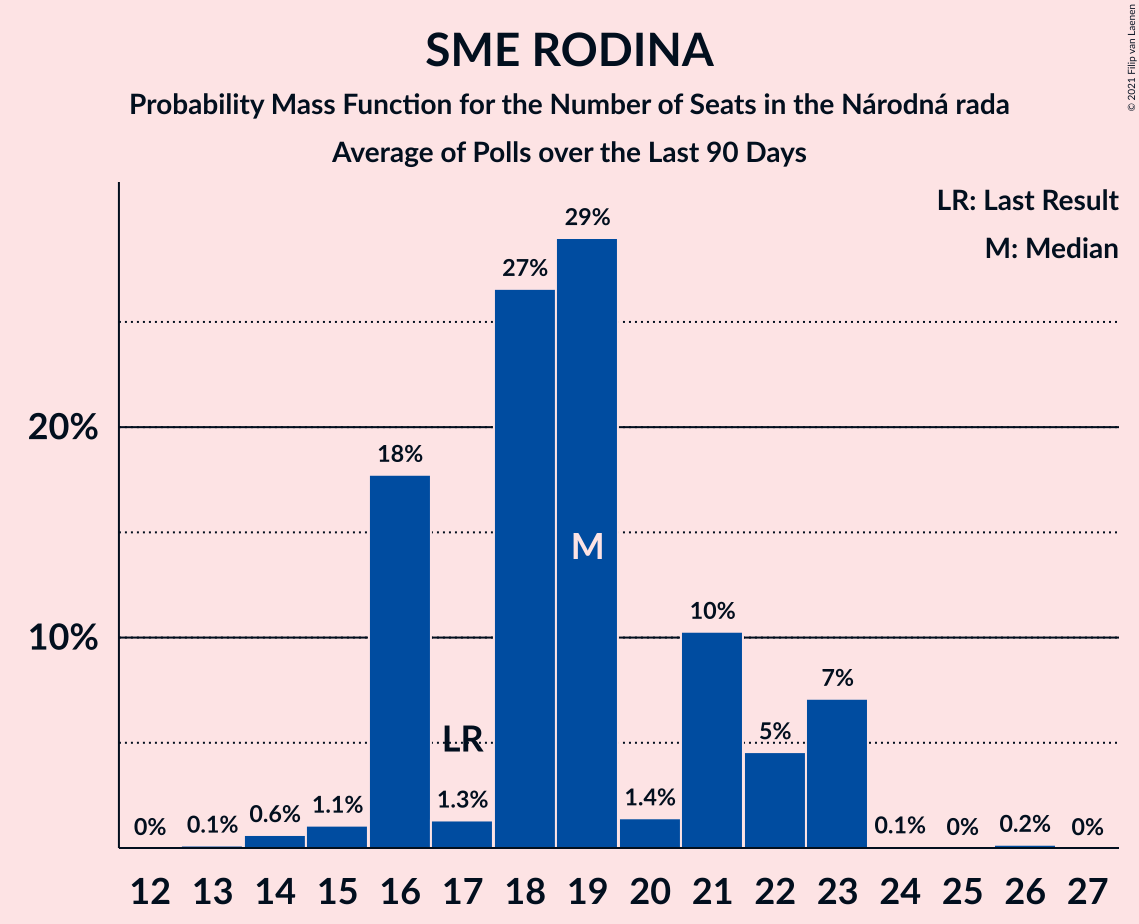 SME RODINA
Probability Mass Function for the Number of Seats in the Národná rada
Average of Polls over the Last 90 Days
© 2021 Filip van Laenen
LR: Last Result
M: Median
20%
10%
0%
0.1%
0.6%
1.1%
18%
1.3%
LR
27%
29%
M
1.4%
10%
5%
7%
0.1%
0%
0.2%
0%
12 13 14 15 16 17 18 19 20 21 22 23 24 25 26 27